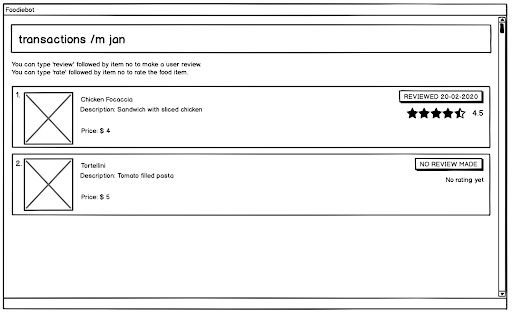 Foodiebot
transactions /m jan
You can type 'review' followed by item no to make a user review.
You can type 'rate' followed by item no to rate the food item.
1.
Chicken Focaccia
Description: Sandwich with sliced chicken
Price: $ 4
REVIEWED 20-02-2020
4.5
2.
Tortellini
Description: Tomato filled pasta
Price: $ 5
NO REVIEW MADE
No rating yet